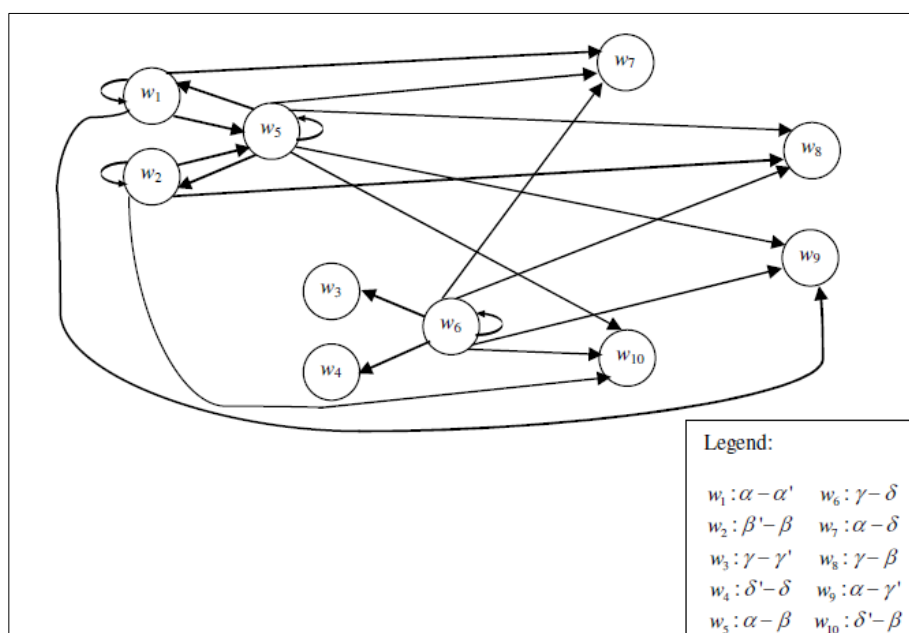 w₇
w₁
w₅
w₈
w₂
w₉
w₃
w₆
w₁₀
w₄
Legend:
w₁ : α − α' w₆ : γ − δ
w₂ : β' − β w₇ : α − δ
w₃ : γ − γ' w₈ : γ − β
w₄ : δ' − δ w₉ : α − γ'
w₅ : α − β w₁₀ : δ' − β